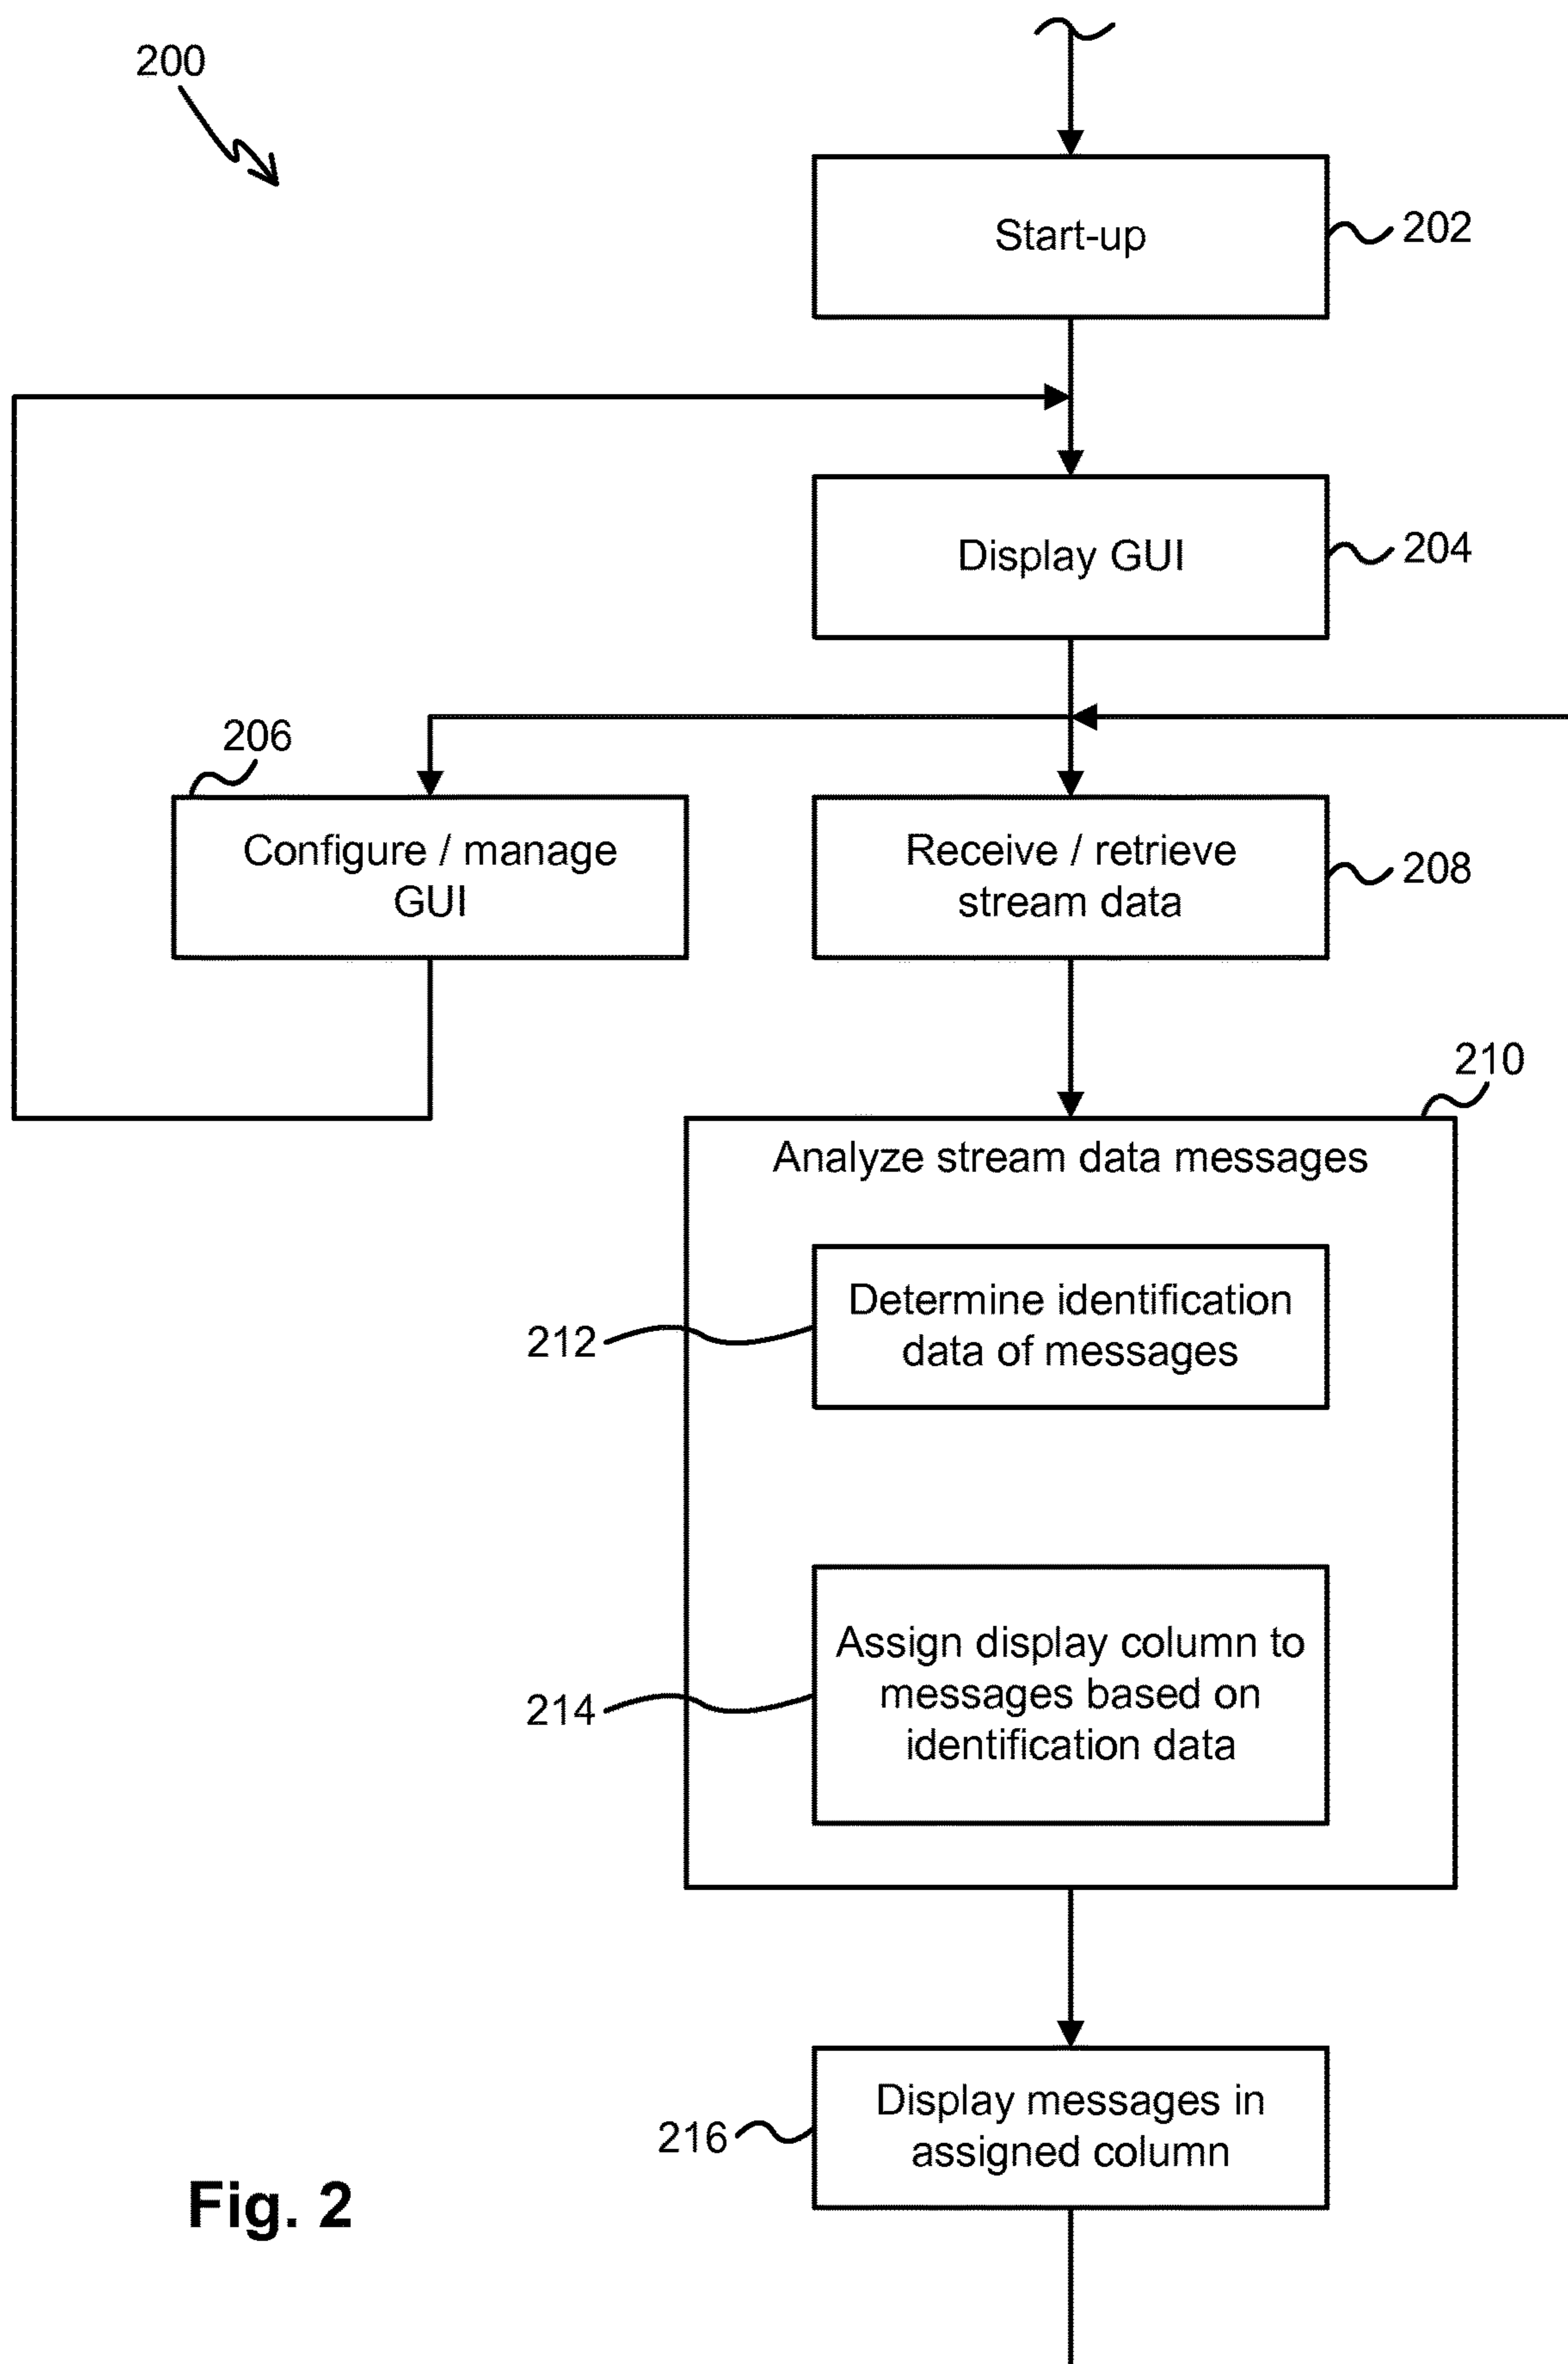 200
Start-up
202
Display GUI
204
206
Configure / manage
GUI
Receive / retrieve
stream data
208
210
Analyze stream data messages
Determine identification
data of messages
212
Assign display column to
messages based on
identification data
214
Display messages in
assigned column
216
Fig. 2